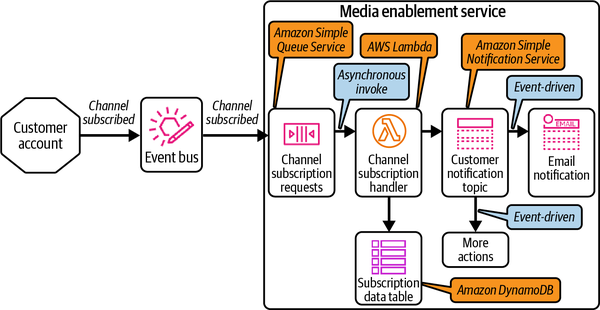 Media enablement service
Amazon Simple
Queue Service
AWS Lambda
Amazon Simple
Notification Service
Asynchronous
invoke
Event-driven
Channel
subscribed
Channel
subscribed
Customer
account
Event bus
Channel
subscription
requests
Channel
subscription
handler
Customer
notification
topic
EMAIL
Email
notification
Event-driven
More
actions
Subscription
data table
Amazon DynamoDB